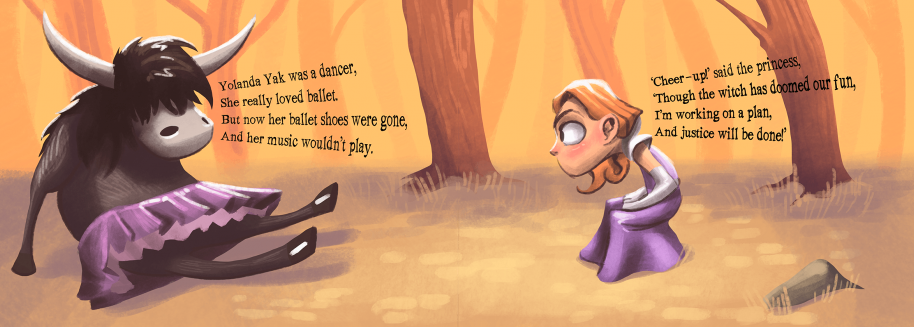 Yolanda Yak was a dancer,
She really loved ballet.
But now her ballet shoes were gone,
And her music wouldn't play.
'Cheer-up!' said the princess,
'Though the witch has doomed our fun,
I'm working on a plan,
And justice will be done!'